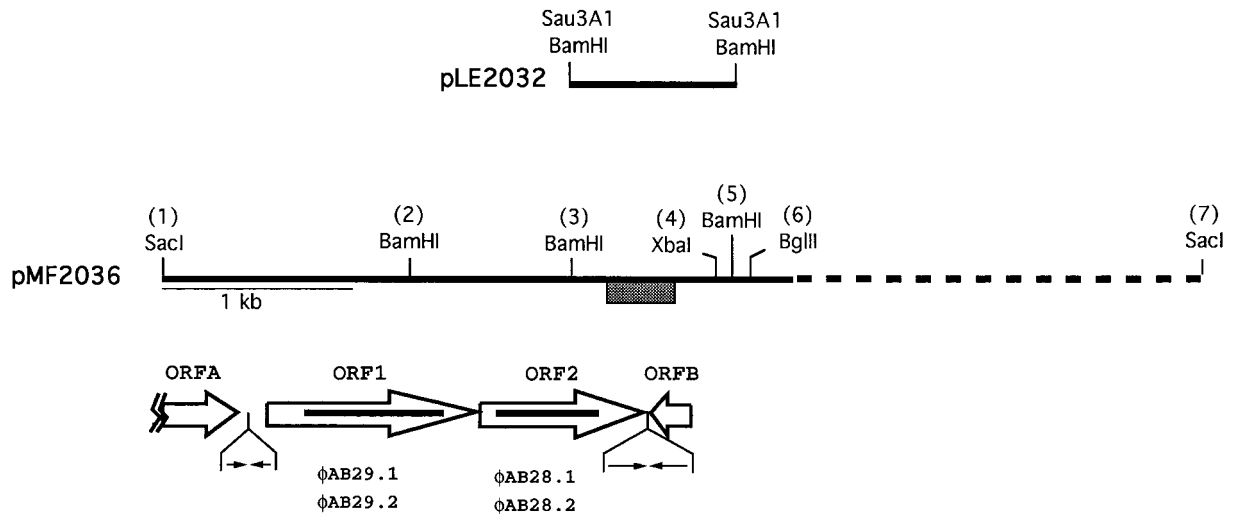 Sau3A1 Sau3A1
BamHI BamHI
pLE2032
(1) (2) (3) (4) (5) (6) (7)
SacI BamHI BamHI XbaI BamHI BglII SacI
pMF2036
1 kb
ORFA ORF1 ORF2 ORFB
ϕAB29.1 ϕAB28.1
ϕAB29.2 ϕAB28.2